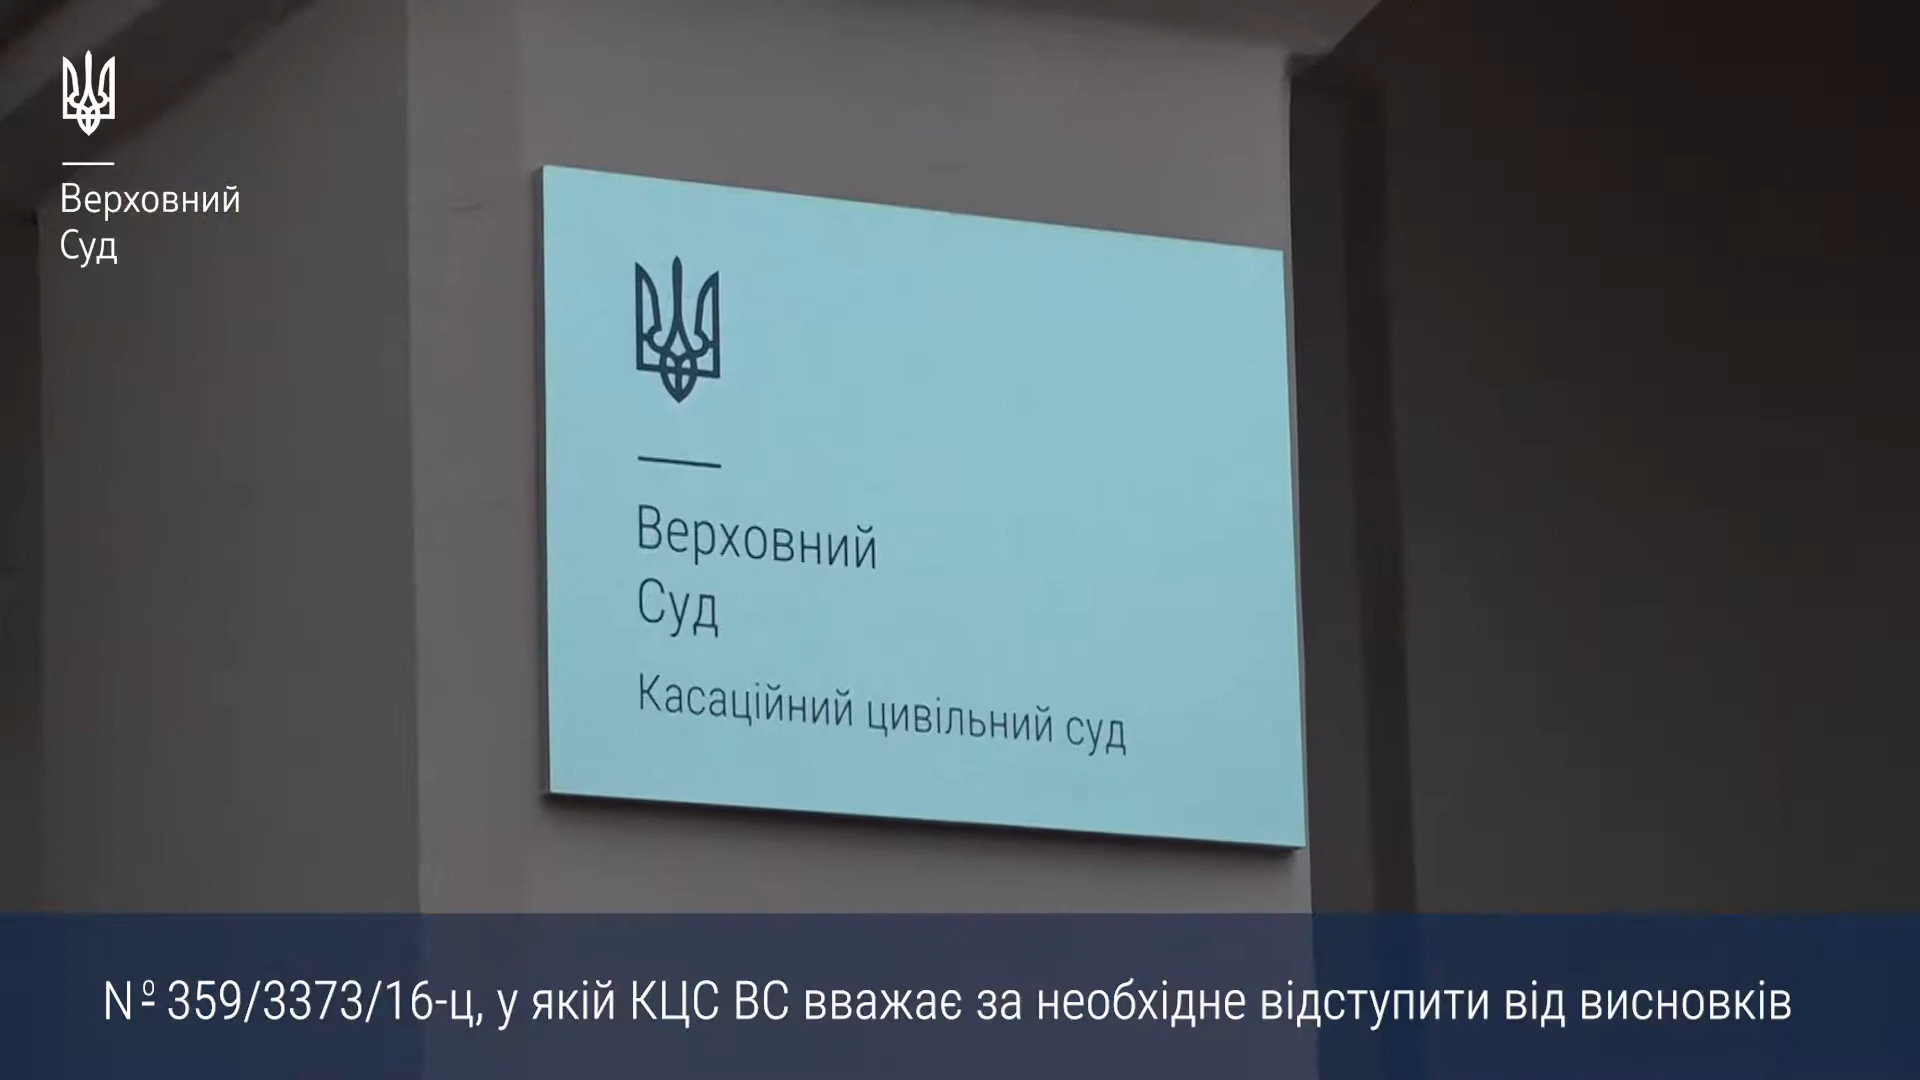 Верховний
Суд
Верховний
Суд
Касаційний цивільний суд
№ 359/3373/16-ц, у якій КЦС ВС вважає за необхідне відступити від висновків